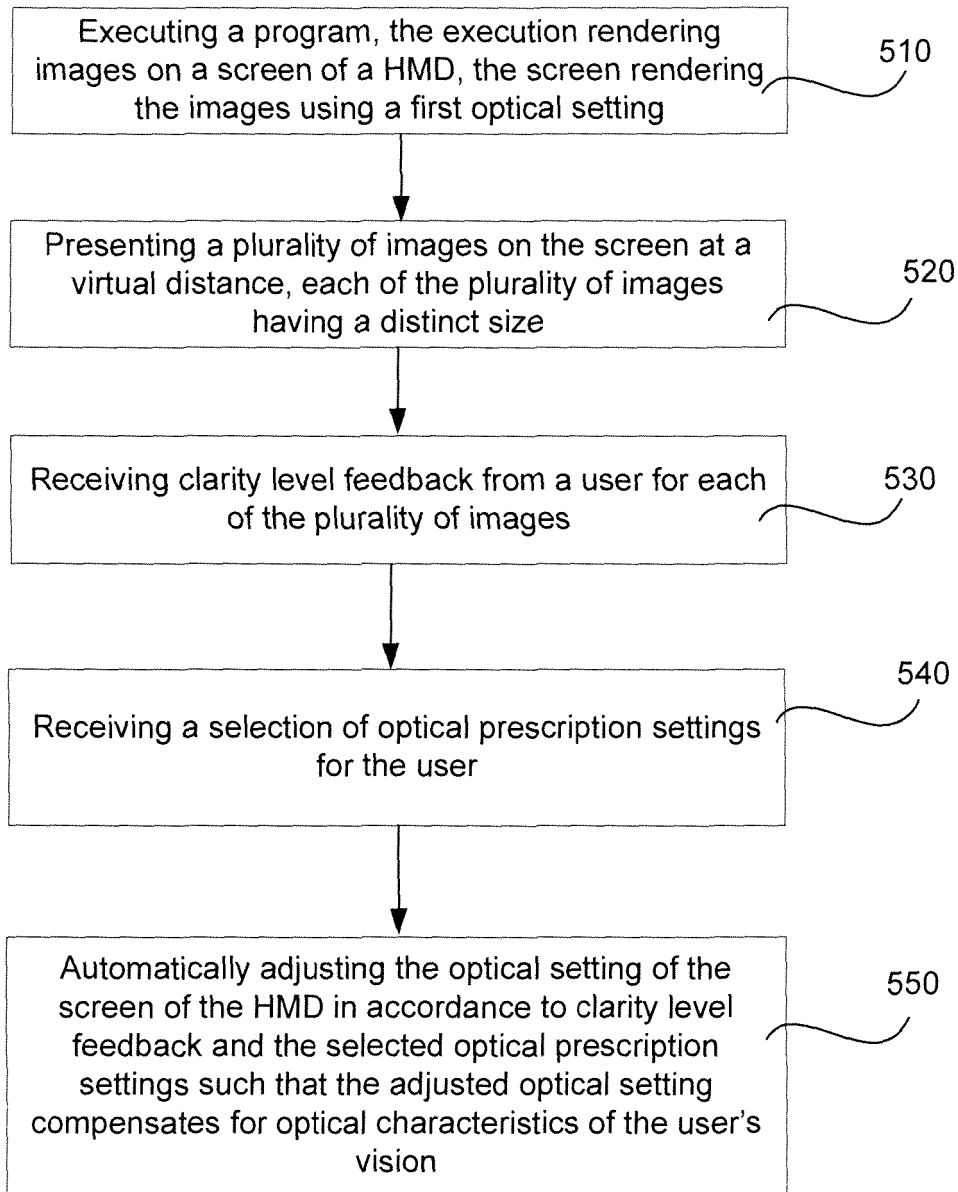 Executing a program, the execution rendering
images on a screen of a HMD, the screen rendering
the images using a first optical setting
510
Presenting a plurality of images on the screen at a
virtual distance, each of the plurality of images
having a distinct size
520
Receiving clarity level feedback from a user for each
of the plurality of images
530
Receiving a selection of optical prescription settings
for the user
540
Automatically adjusting the optical setting of the
screen of the HMD in accordance to clarity level
feedback and the selected optical prescription
settings such that the adjusted optical setting
compensates for optical characteristics of the user's
vision
550